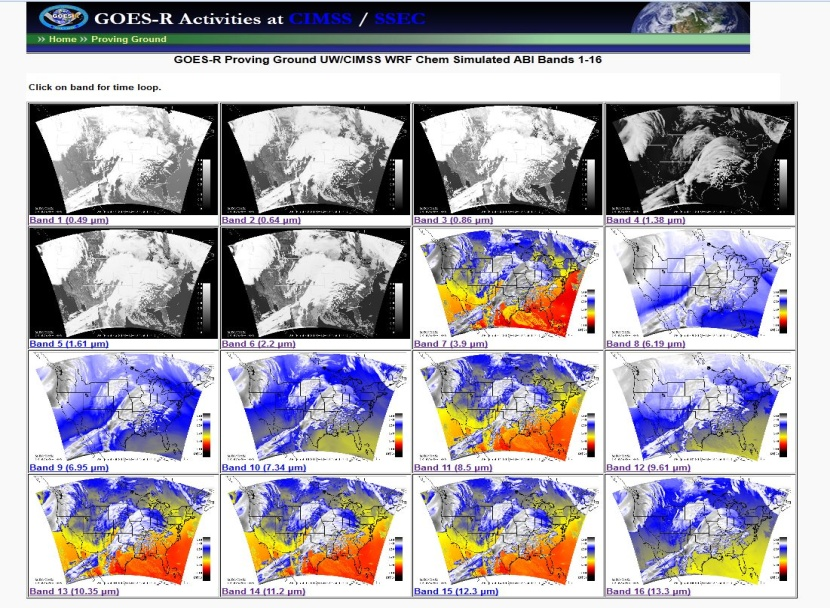 GOES-R Activities at CIMSS / SSEC
»» Home »» Proving Ground
GOES-R Proving Ground UW/CIMSS WRF Chem Simulated ABI Bands 1-16
Click on band for time loop.
Band 1 (0.49 µm)
Band 2 (0.64 µm)
Band 3 (0.86 µm)
Band 4 (1.38 µm)
Band 5 (1.61 µm)
Band 6 (2.2 µm)
Band 7 (3.9 µm)
Band 8 (6.19 µm)
Band 9 (6.95 µm)
Band 10 (7.34 µm)
Band 11 (8.5 µm)
Band 12 (9.61 µm)
Band 13 (10.35 µm)
Band 14 (11.2 µm)
Band 15 (12.3 µm)
Band 16 (13.3 µm)